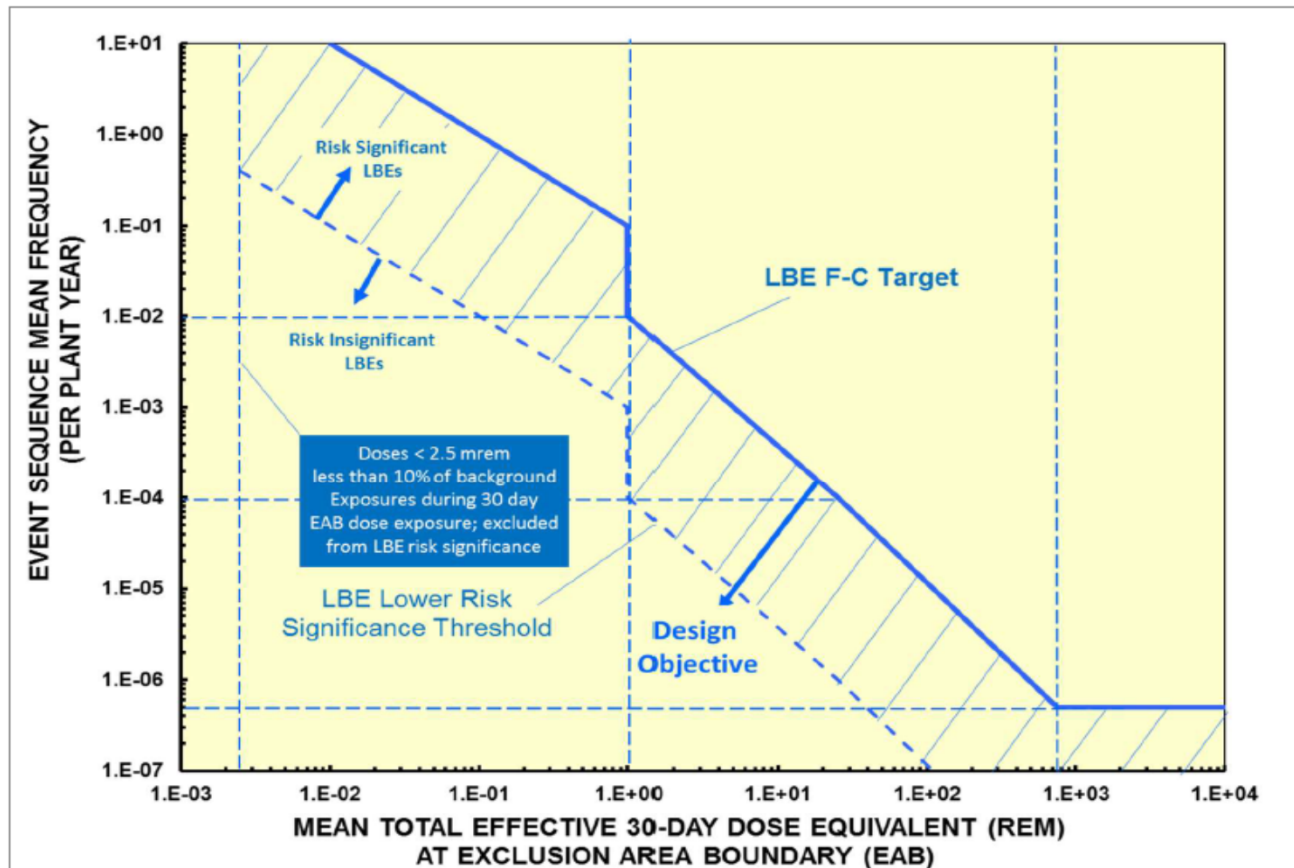 EVENT SEQUENCE MEAN FREQUENCY
(PER PLANT YEAR)
1.E+01
1.E+00
1.E-01
1.E-02
1.E-03
1.E-04
1.E-05
1.E-06
1.E-07
Risk Significant
LBEs
Risk Insignificant
LBEs
LBE F-C Target
Doses < 2.5 mrem
less than 10% of background
Exposures during 30 day
EAB dose exposure; excluded
from LBE risk significance
LBE Lower Risk
Significance Threshold
Design
Objective
1.E-03
1.E-02
1.E-01
1.E+00
1.E+01
1.E+02
1.E+03
1.E+04
MEAN TOTAL EFFECTIVE 30-DAY DOSE EQUIVALENT (REM)
AT EXCLUSION AREA BOUNDARY (EAB)